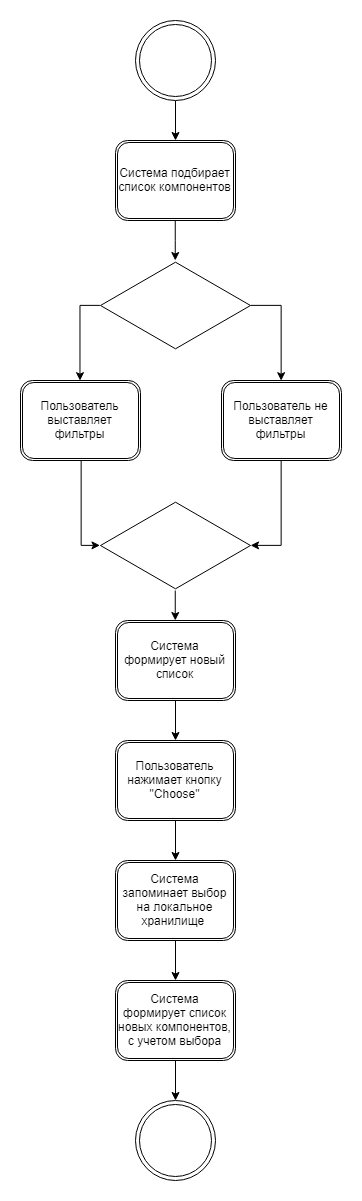 Система подбирает
список компонентов
Пользователь
выставляет
фильтры
Пользователь не
выставляет
фильтры
Система
формирует новый
список
Пользователь
нажимает кнопку
"Choose"
Система
запоминает выбор
на локальное
хранилище
Система
формирует список
новых компонентов,
с учетом выбора